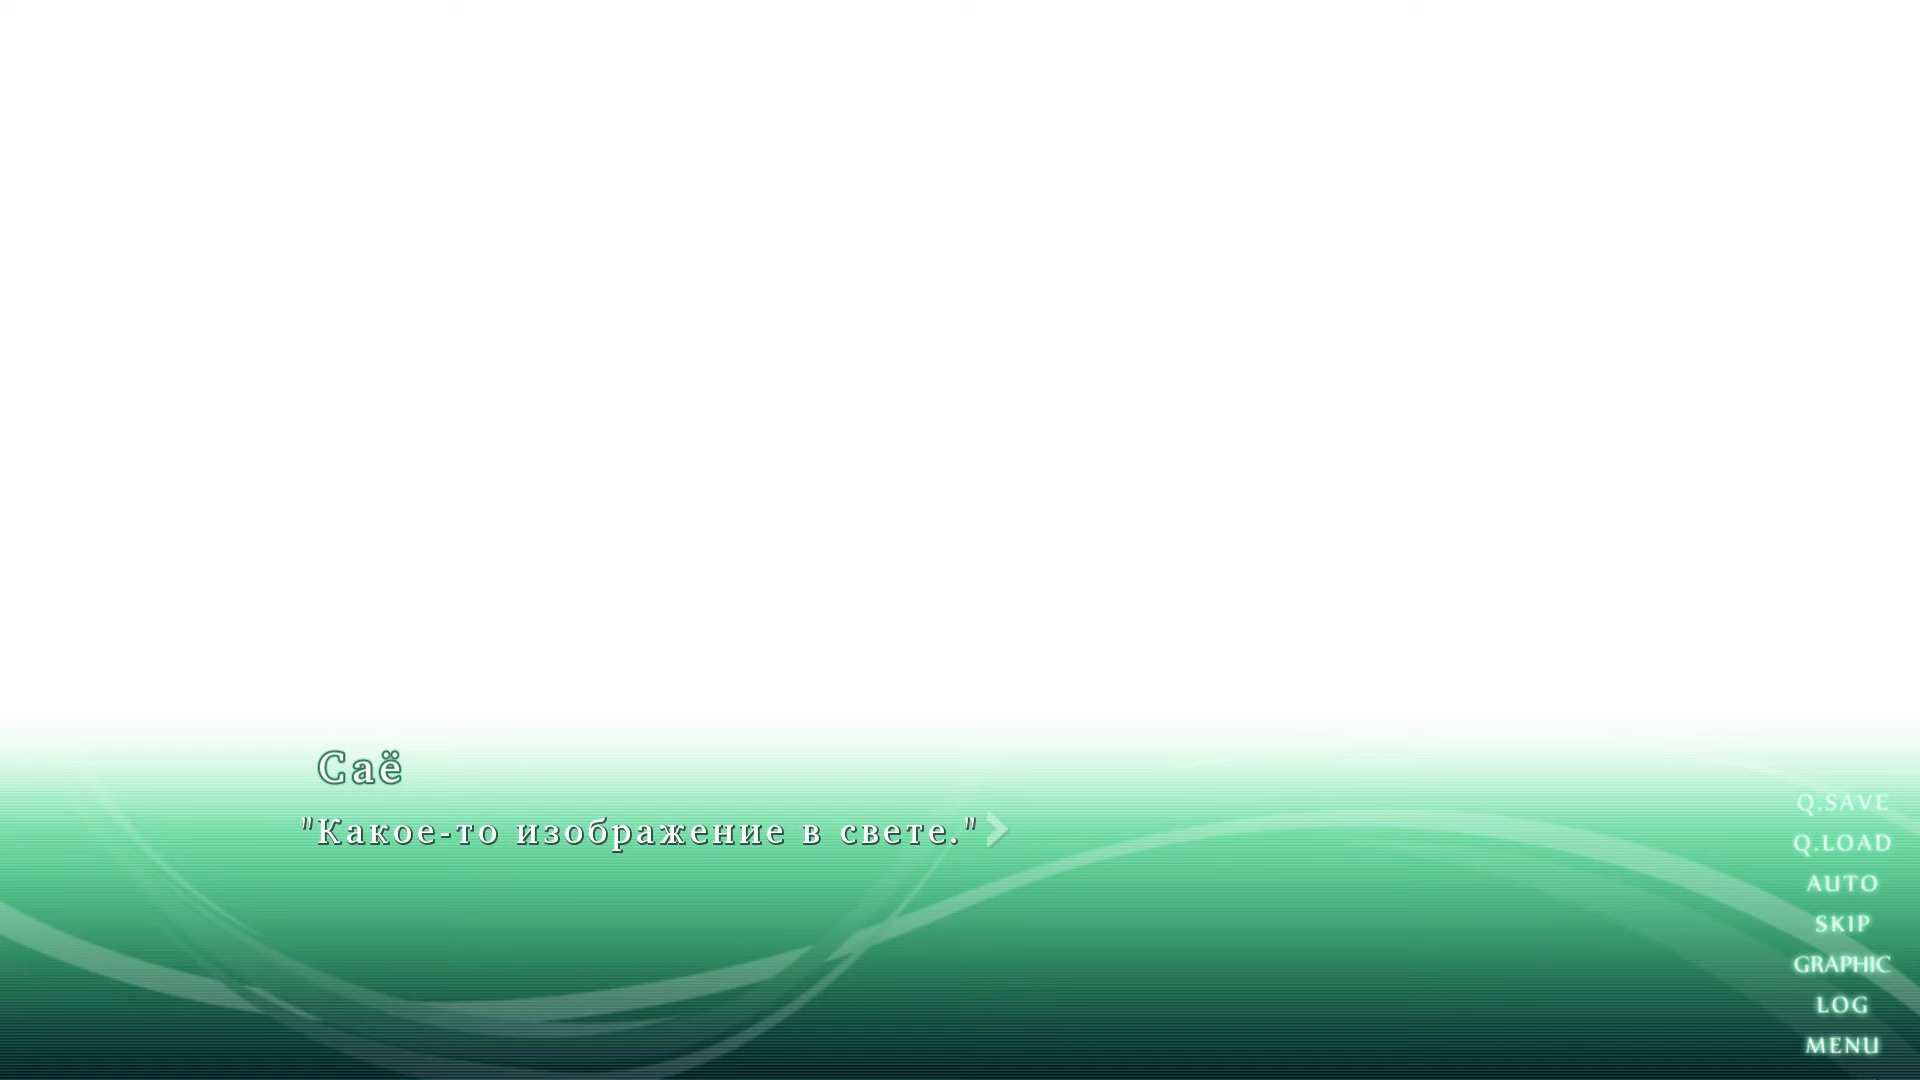 Саё
"Какое-то изображение в свете."
Q.SAVE
Q.LOAD
AUTO
SKIP
GRAPHIC
LOG
MENU